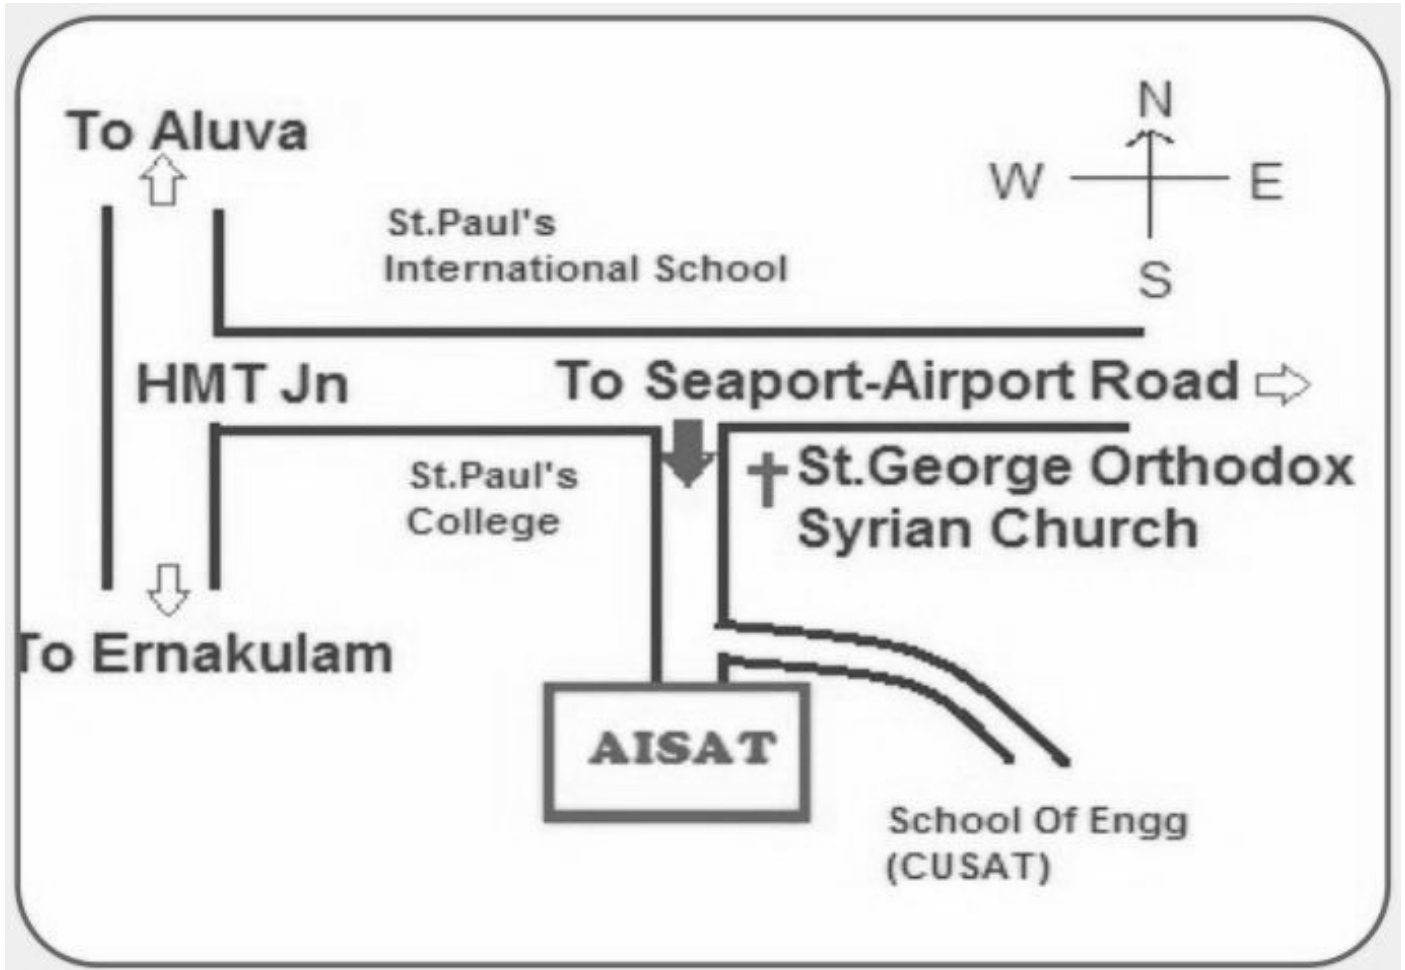 To Aluva
N
W E
S
St.Paul's
International School
HMT Jn
To Seaport-Airport Road
St.Paul's
College
St.George Orthodox
Syrian Church
To Ernakulam
AISAT
School Of Engg
(CUSAT)